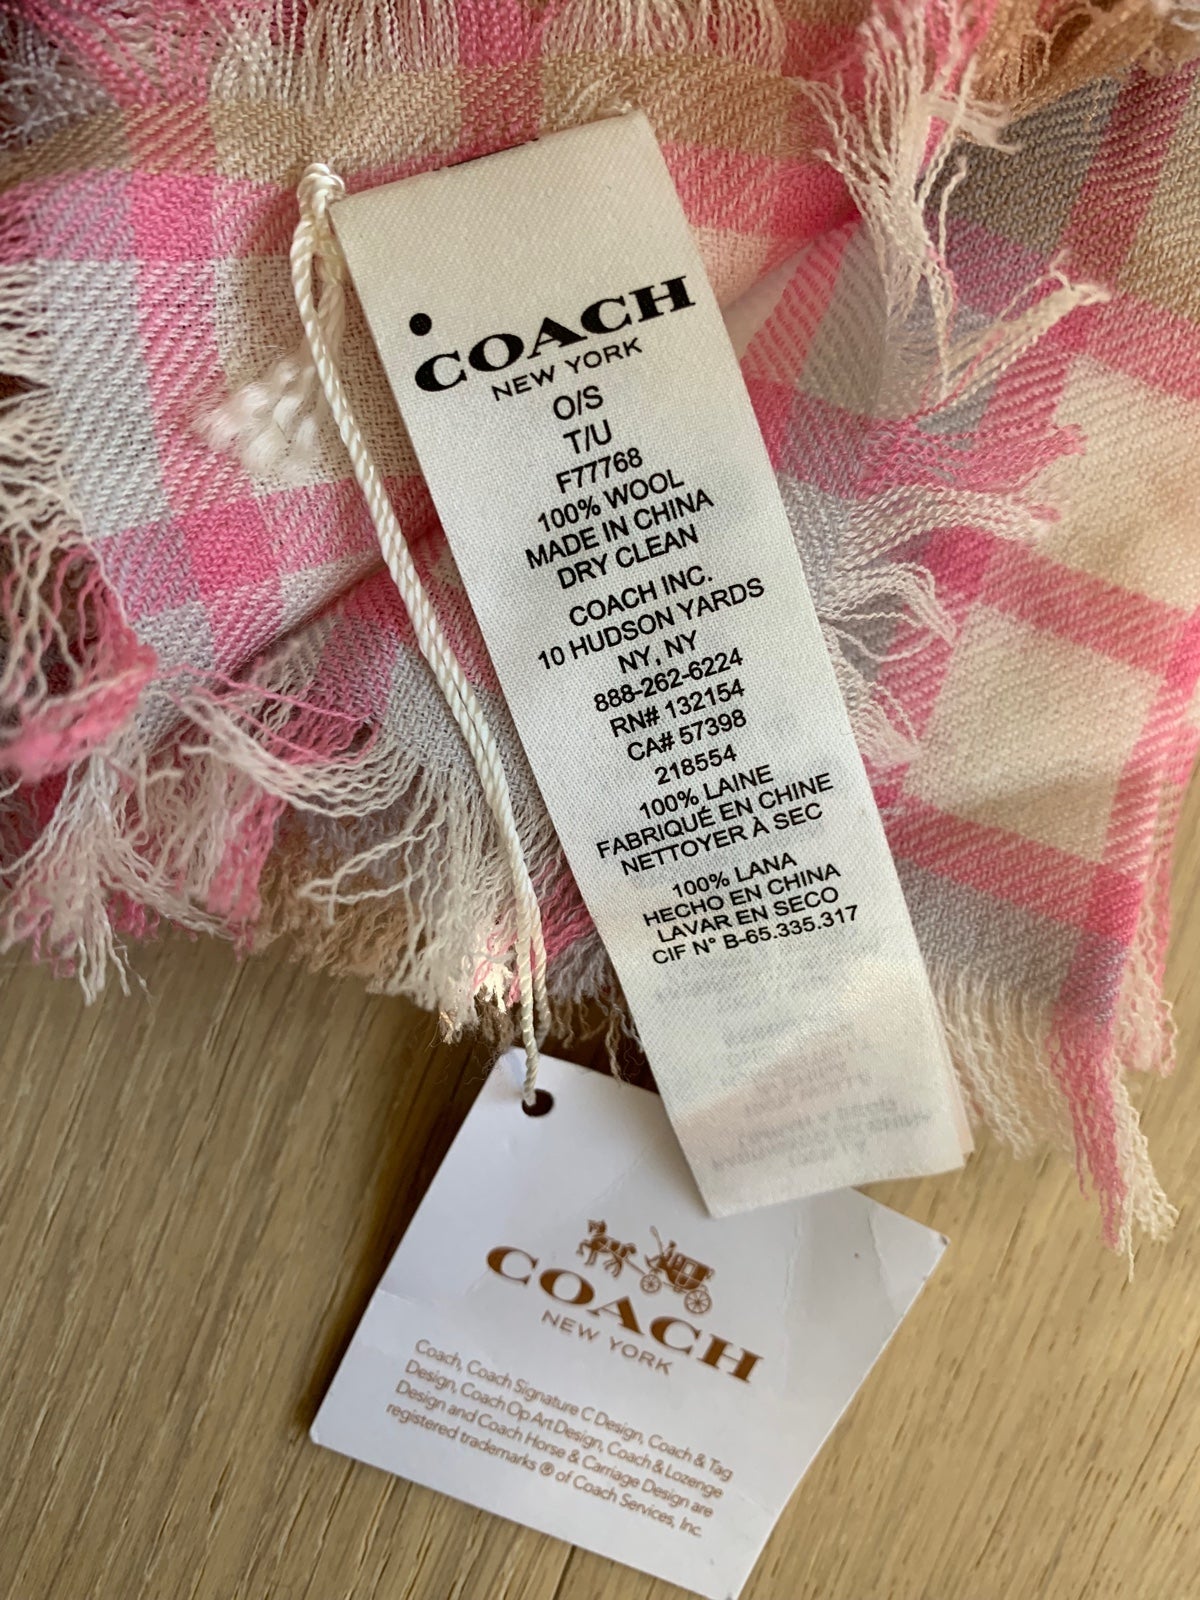 COACH
NEW YORK
O/S
T/U
F77768
100% WOOL
MADE IN CHINA
DRY CLEAN
COACH INC.
10 HUDSON YARDS
NY, NY
888-262-6224
RN# 132154
CA# 57398
218554
100% LAINE
FABRIQUÉ EN CHINE
NETTOYER À SEC
100% LANA
HECHO EN CHINA
LAVAR EN SECO
CIF N° B-65.335.317
COACH
NEW YORK
Coach, Coach Signature C Design, Coach & Tag
Design, Coach Op Art Design, Coach & Lozenge
Design and Coach Horse & Carriage Design are
registered trademarks ® of Coach Services, Inc.